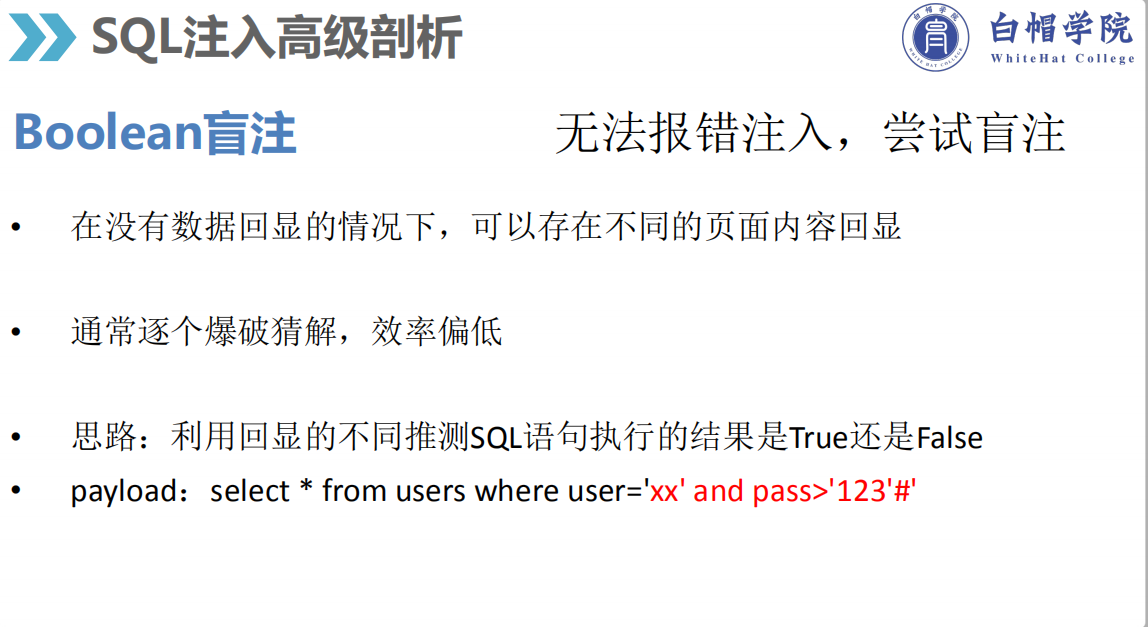 SQL注入高级剖析
白帽学院
WHITE HAT COLLEGE
白帽学院
WhiteHat College
Boolean盲注
无法报错注入，尝试盲注
• 在没有数据回显的情况下，可以存在不同的页面内容回显
• 通常逐个爆破猜解，效率偏低
• 思路：利用回显的不同推测SQL语句执行的结果是True还是False
• payload：select * from users where user='xx' and pass>'123'#'